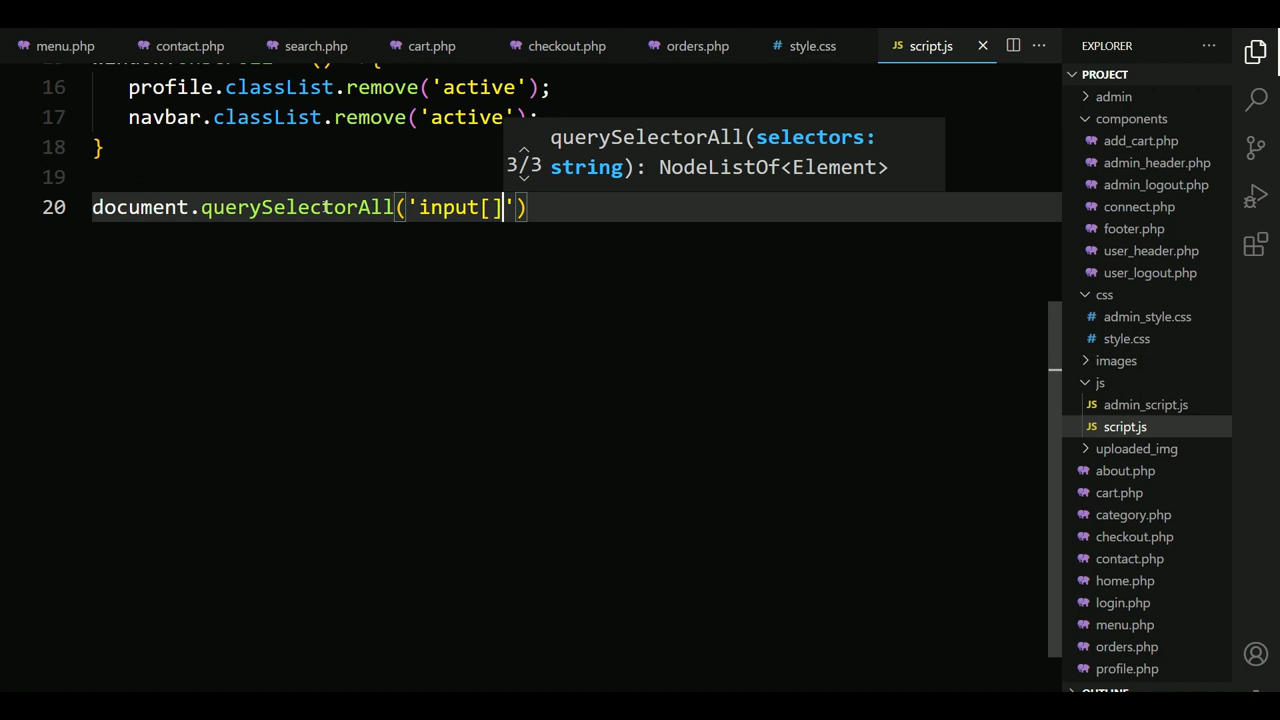 menu.php contact.php search.php cart.php checkout.php orders.php # style.css JS script.js
16 profile.classList.remove('active');
17 navbar.classList.remove('active');
18 }
19
20 document.querySelectorAll('input[]')
3/3 querySelectorAll(selectors:
string): NodeListOf<Element>
EXPLORER
PROJECT
admin
components
add_cart.php
admin_header.php
admin_logout.php
connect.php
footer.php
user_header.php
user_logout.php
css
# admin_style.css
# style.css
images
js
JS admin_script.js
JS script.js
uploaded_img
about.php
cart.php
category.php
checkout.php
contact.php
home.php
login.php
menu.php
orders.php
profile.php
OUTLINE